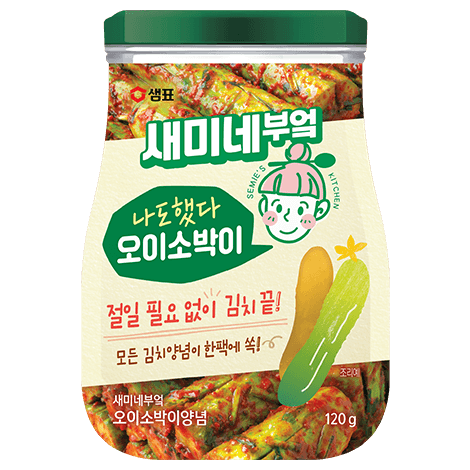 샘표
새미네부엌
SEMIE'S KITCHEN
나도했다
오이소박이
절일 필요 없이 김치 끝!
모든 김치양념이 한팩에 쏙!
조리예
새미네부엌
오이소박이양념
120 g